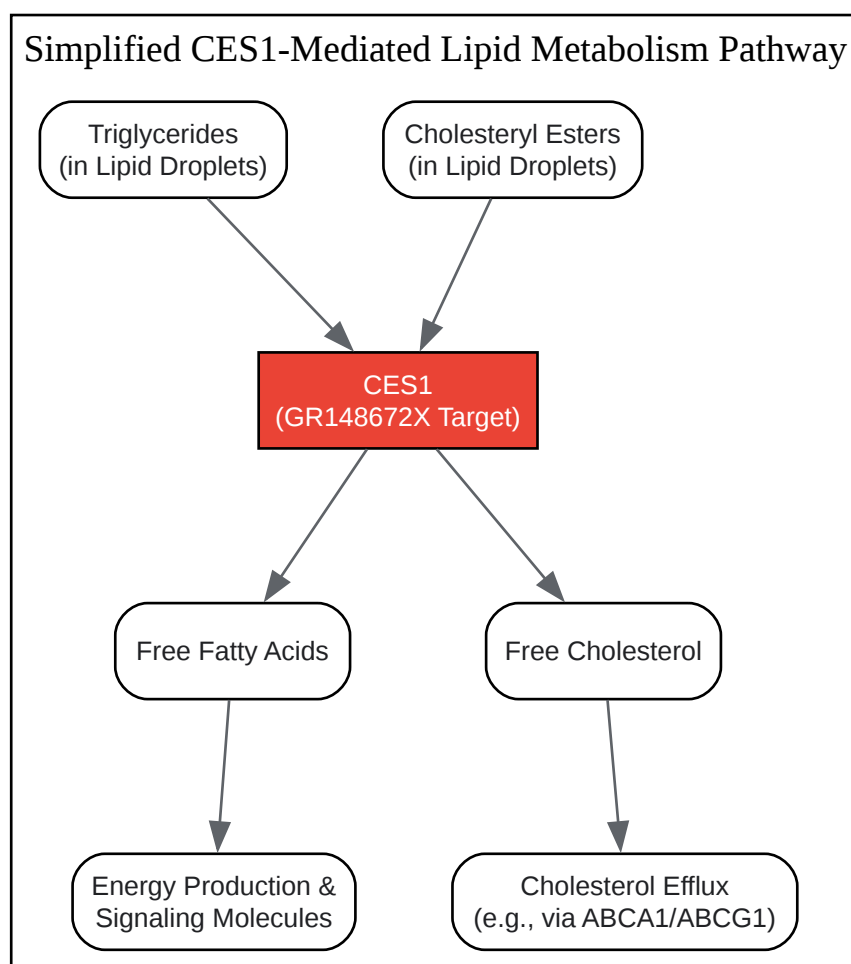 Simplified CES1-Mediated Lipid Metabolism Pathway
Triglycerides
(in Lipid Droplets)
Cholesteryl Esters
(in Lipid Droplets)
CES1
(GR148672X Target)
Free Fatty Acids
Free Cholesterol
Energy Production &
Signaling Molecules
Cholesterol Efflux
(e.g., via ABCA1/ABCG1)